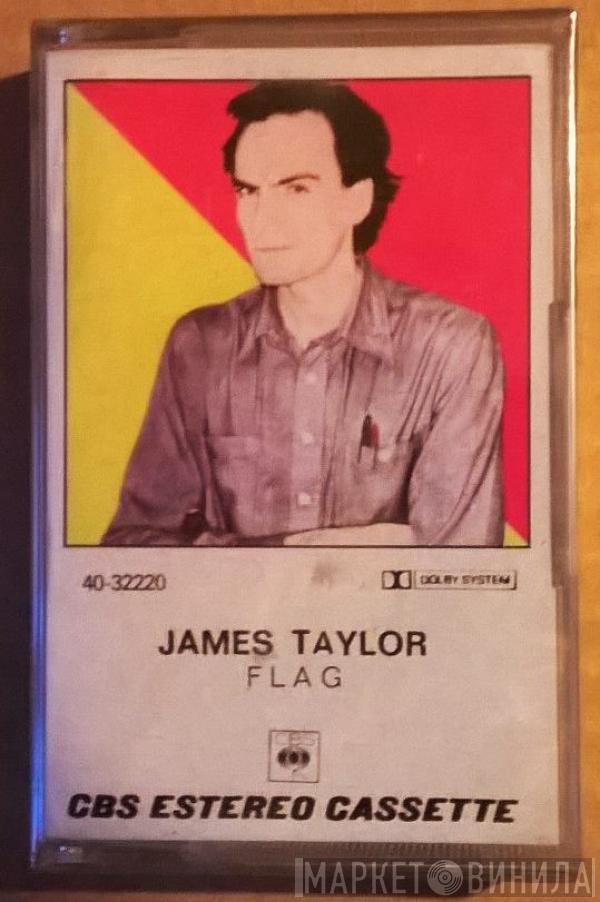 40-32220
DOLBY SYSTEM
JAMES TAYLOR
FLAG
CBS
CBS ESTEREO CASSETTE
МАРКЕТ ВИНИЛА